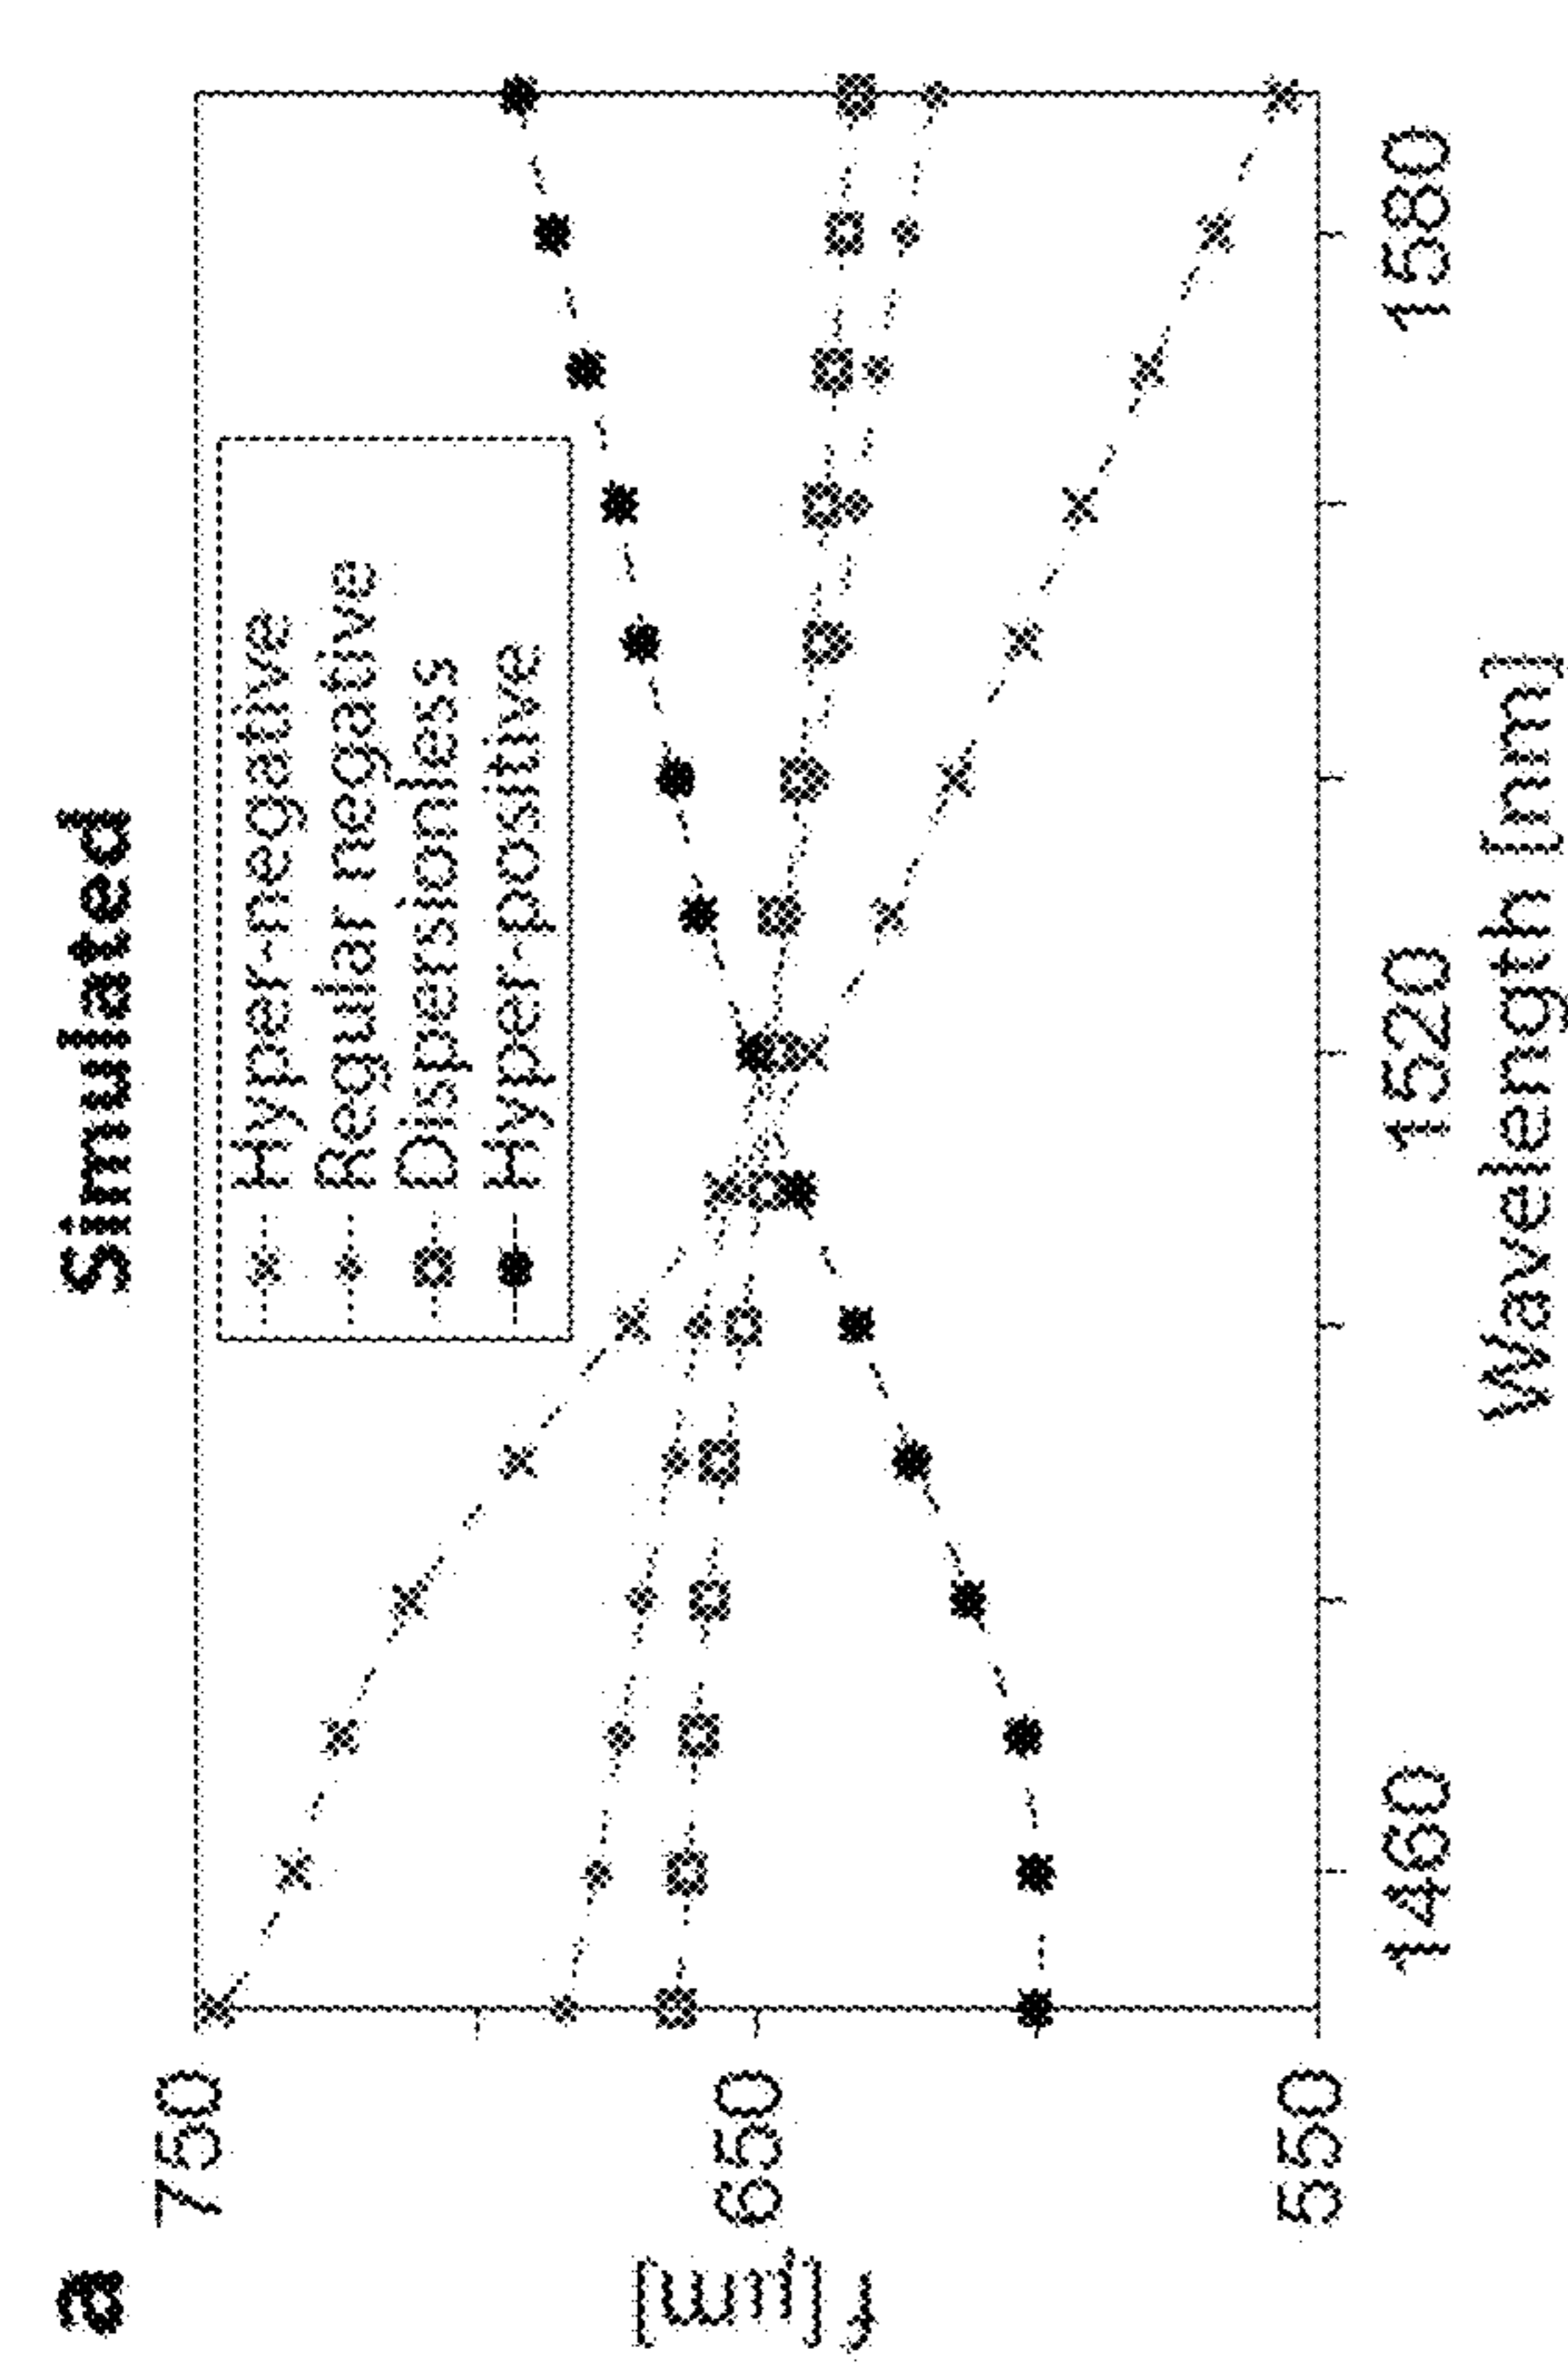 a
Simulated
Hyper-negative
Regular negative
Dispersionless
Hyper-positive
750
650
550
f [μm]
1460
1520
1580
Wavelength [nm]